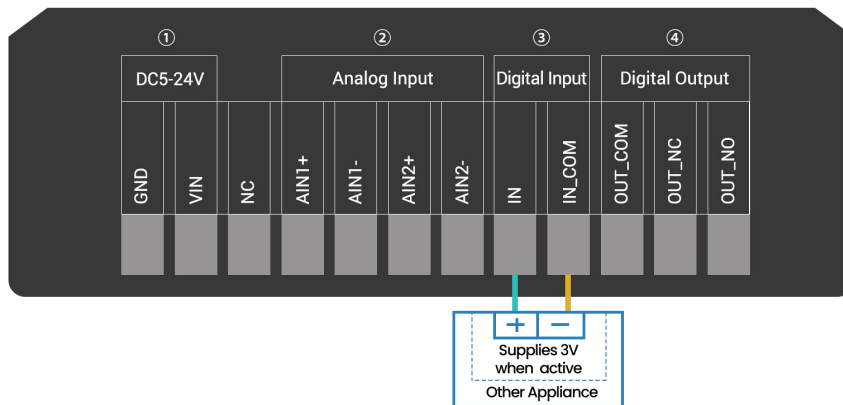 ① ② ③ ④
DC5-24V Analog Input Digital Input Digital Output
GND VIN NC AIN1+ AIN1- AIN2+ AIN2- IN IN_COM OUT_COM OUT_NC OUT_NO
+ −
Supplies 3V
when active
Other Appliance